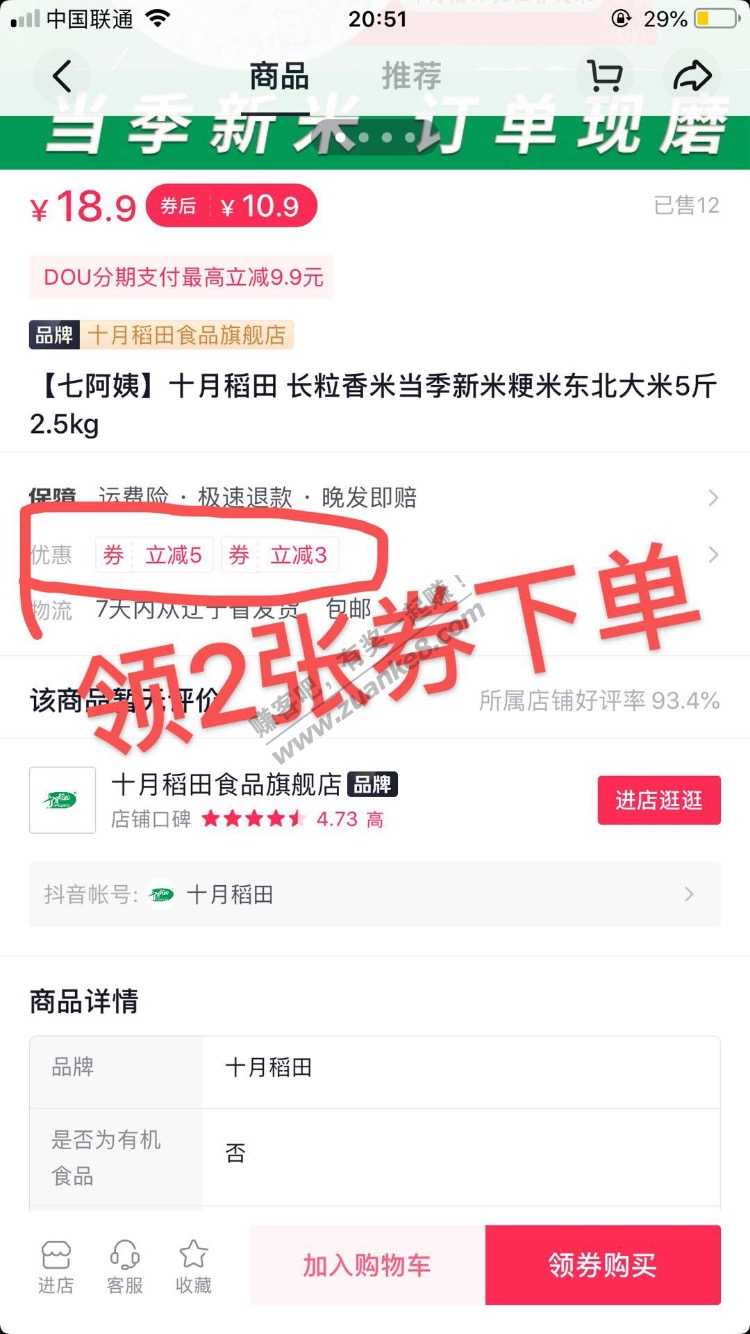 中国联通
20:51
29%
商品
推荐
当季新米 订单现磨
¥18.9
券后 ¥10.9
已售12
DOU分期支付最高立减9.9元
品牌 十月稻田食品旗舰店
【七阿姨】十月稻田 长粒香米当季新米粳米东北大米5斤
2.5kg
保障 运费险 · 极速退款 · 晚发即赔
优惠 券 立减5 券 立减3
物流 7天内从辽宁省发货 包邮
领2张券下单
赚客吧,有奖一起赚!
www.zuanke8.com
该商品暂无评价
所属店铺好评率 93.4%
十月稻田食品旗舰店 品牌
店铺口碑 4.73 高
进店逛逛
抖音帐号: 十月稻田
商品详情
品牌 十月稻田
是否为有机
食品
否
进店
客服
收藏
加入购物车
领券购买